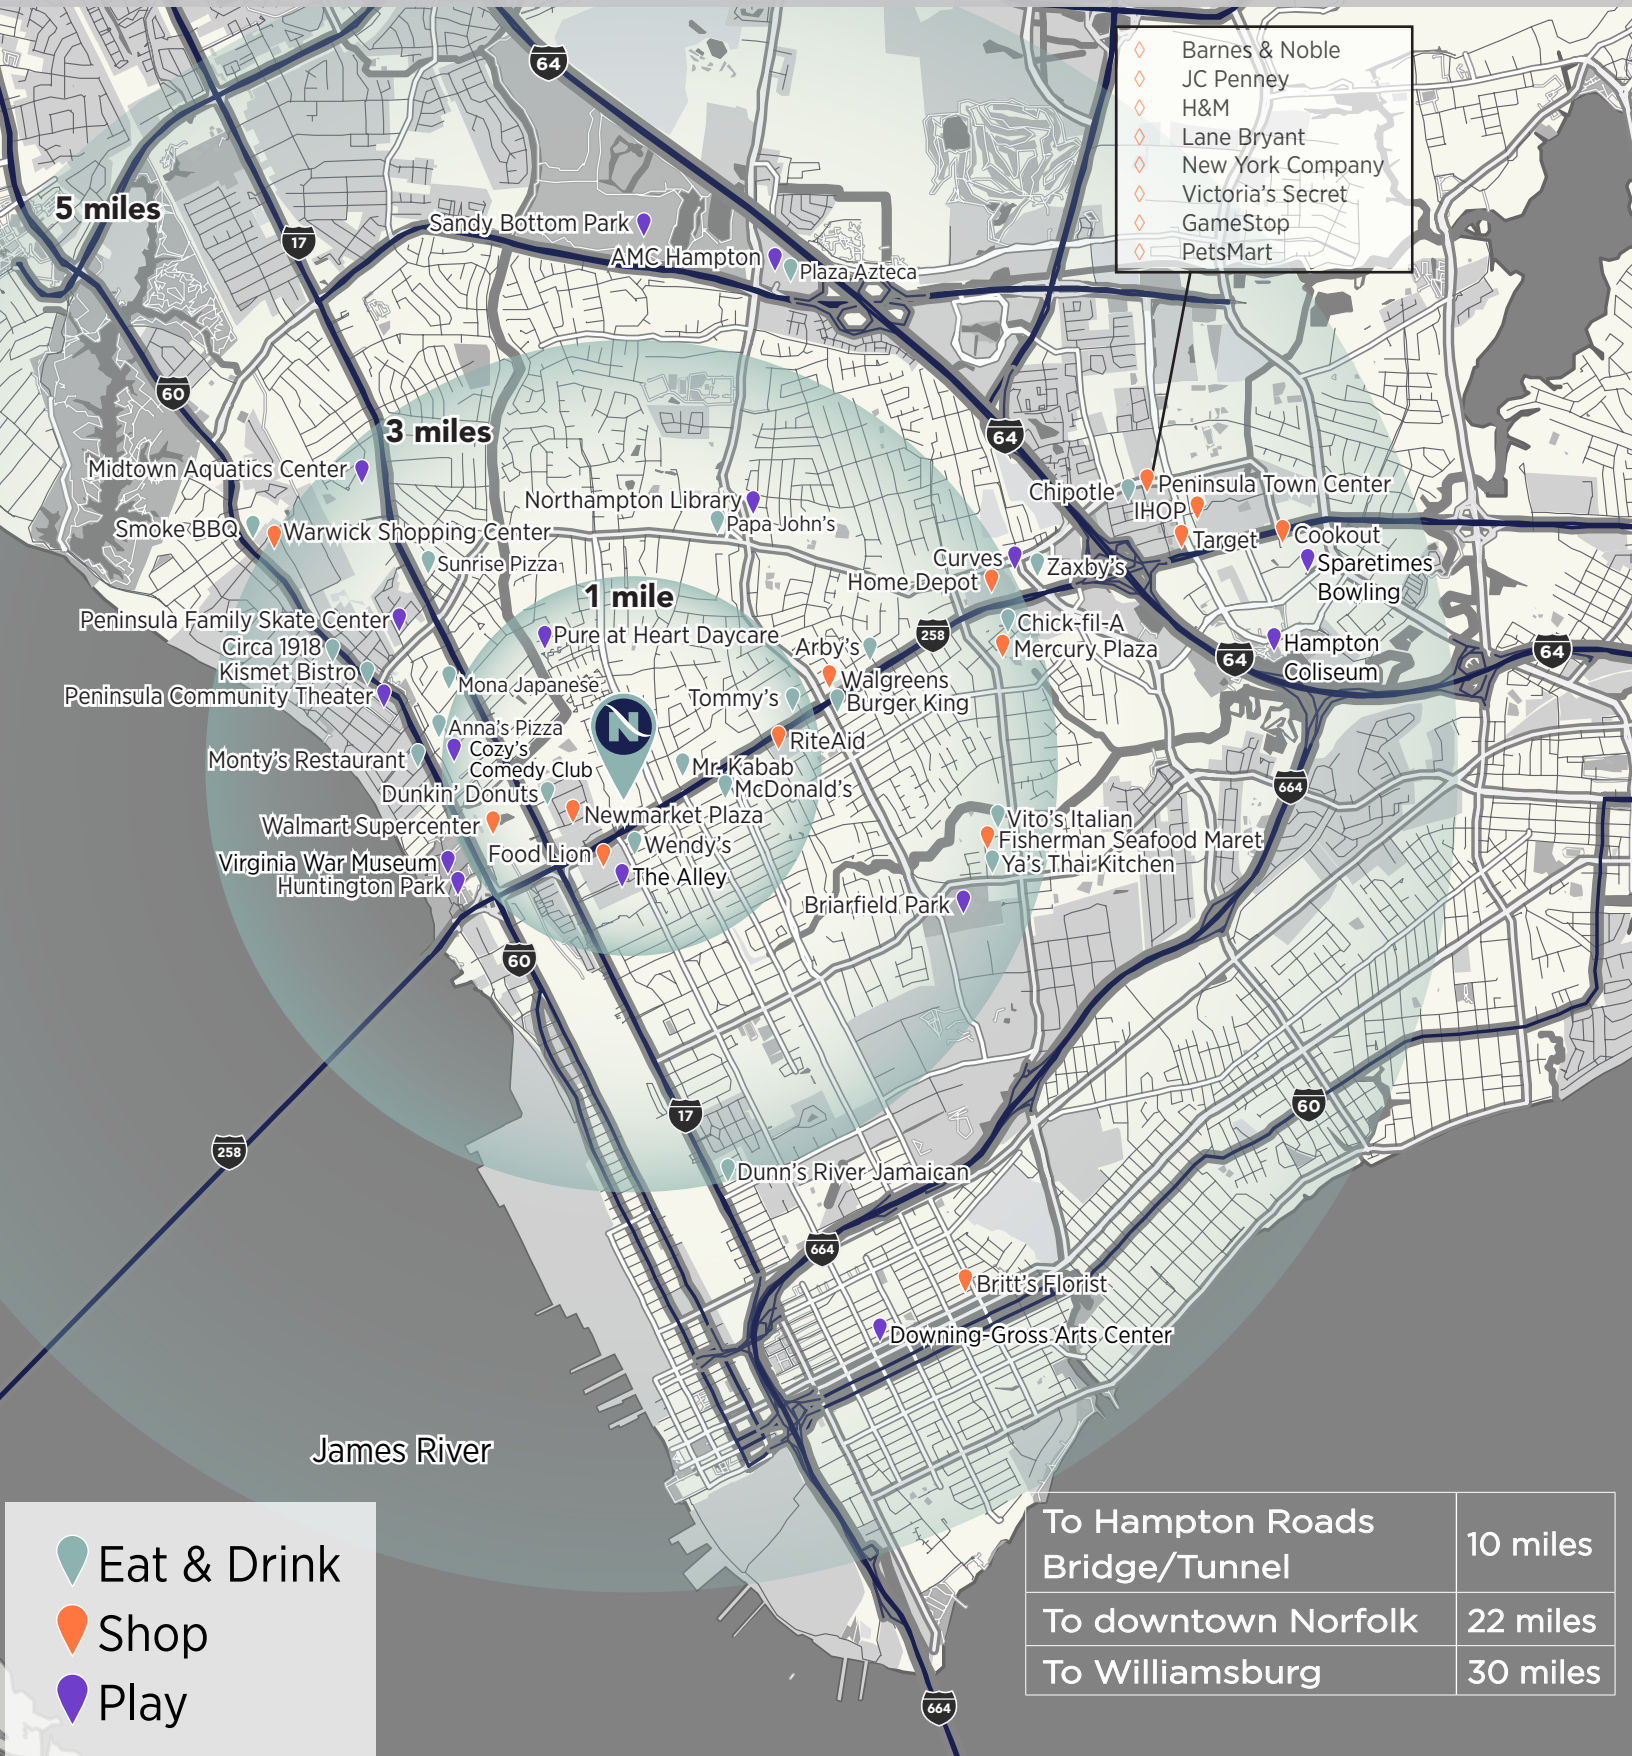 64
Barnes & Noble
JC Penney
H&M
Lane Bryant
New York Company
Victoria's Secret
GameStop
PetsMart
5 miles
17
Sandy Bottom Park
AMC Hampton
Plaza Azteca
60
3 miles
64
Midtown Aquatics Center
Northampton Library
Papa John's
Chipotle
Peninsula Town Center
IHOP
Target
Cookout
Sparetimes
Bowling
Smoke BBQ
Warwick Shopping Center
Sunrise Pizza
Curves
Zaxby's
Home Depot
1 mile
Peninsula Family Skate Center
Circa 1918
Kismet Bistro
Peninsula Community Theater
Pure at Heart Daycare
Arby's
258
Chick-fil-A
Mercury Plaza
64
Hampton
Coliseum
64
Mona Japanese
Tommy's
Walgreens
Burger King
N
Anna's Pizza
Cozy's
Comedy Club
RiteAid
Monty's Restaurant
Mr. Kabab
McDonald's
Dunkin' Donuts
664
Walmart Supercenter
Newmarket Plaza
Vito's Italian
Fisherman Seafood Maret
Ya's Thai Kitchen
Food Lion
Wendy's
The Alley
Virginia War Museum
Huntington Park
Briarfield Park
60
17
60
258
Dunn's River Jamaican
664
Britt's Florist
Downing-Gross Arts Center
James River
Eat & Drink
Shop
Play
To Hampton Roads
Bridge/Tunnel
10 miles
To downtown Norfolk
22 miles
To Williamsburg
30 miles
664